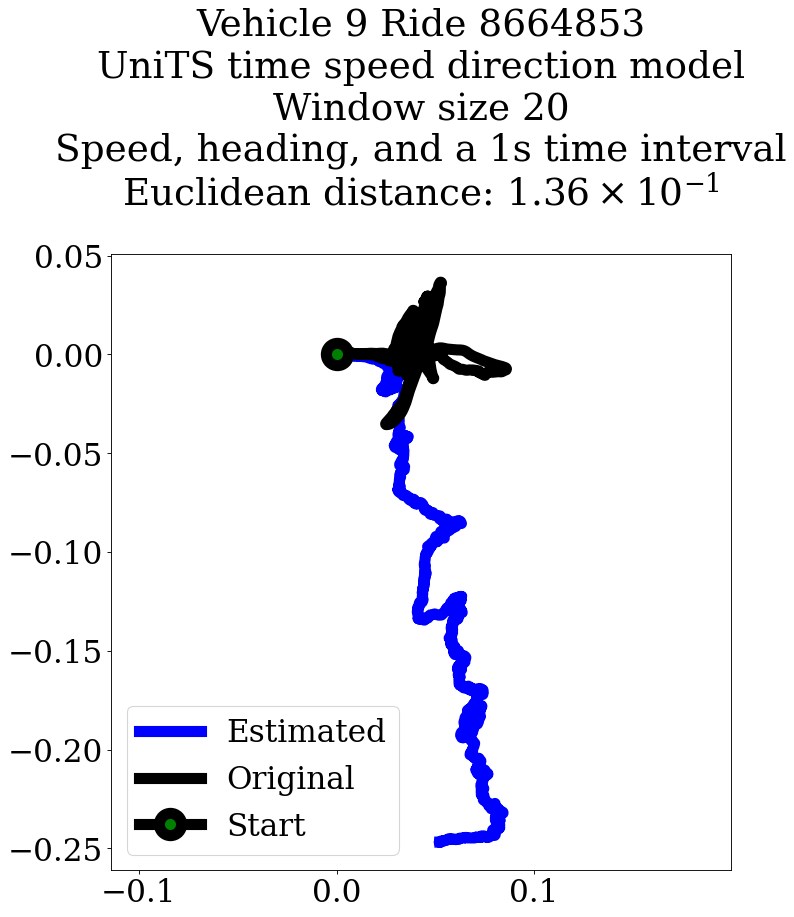 Vehicle 9 Ride 8664853
UniTS time speed direction model
Window size 20
Speed, heading, and a 1s time interval
Euclidean distance: 1.36 × 10⁻¹
0.05
0.00
−0.05
−0.10
−0.15
−0.20
−0.25
Estimated
Original
Start
−0.1
0.0
0.1